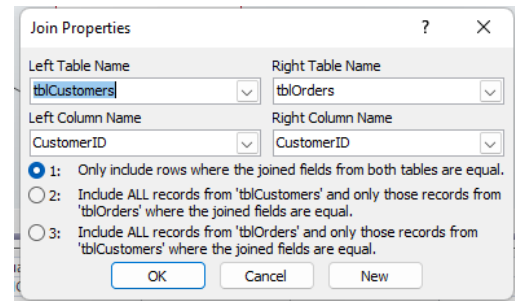 Join Properties ? X
Left Table Name Right Table Name
tblCustomers tblOrders
Left Column Name Right Column Name
CustomerID CustomerID
1: Only include rows where the joined fields from both tables are equal.
2: Include ALL records from 'tblCustomers' and only those records from
'tblOrders' where the joined fields are equal.
3: Include ALL records from 'tblOrders' and only those records from
'tblCustomers' where the joined fields are equal.
OK Cancel New